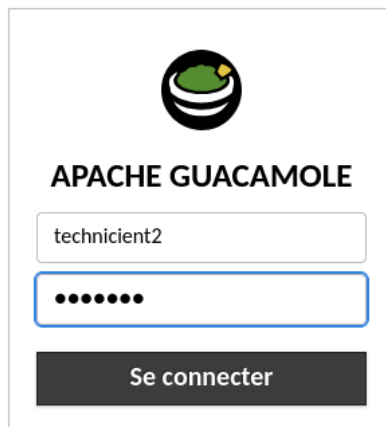 APACHE GUACAMOLE
technicient2
•••••••
Se connecter